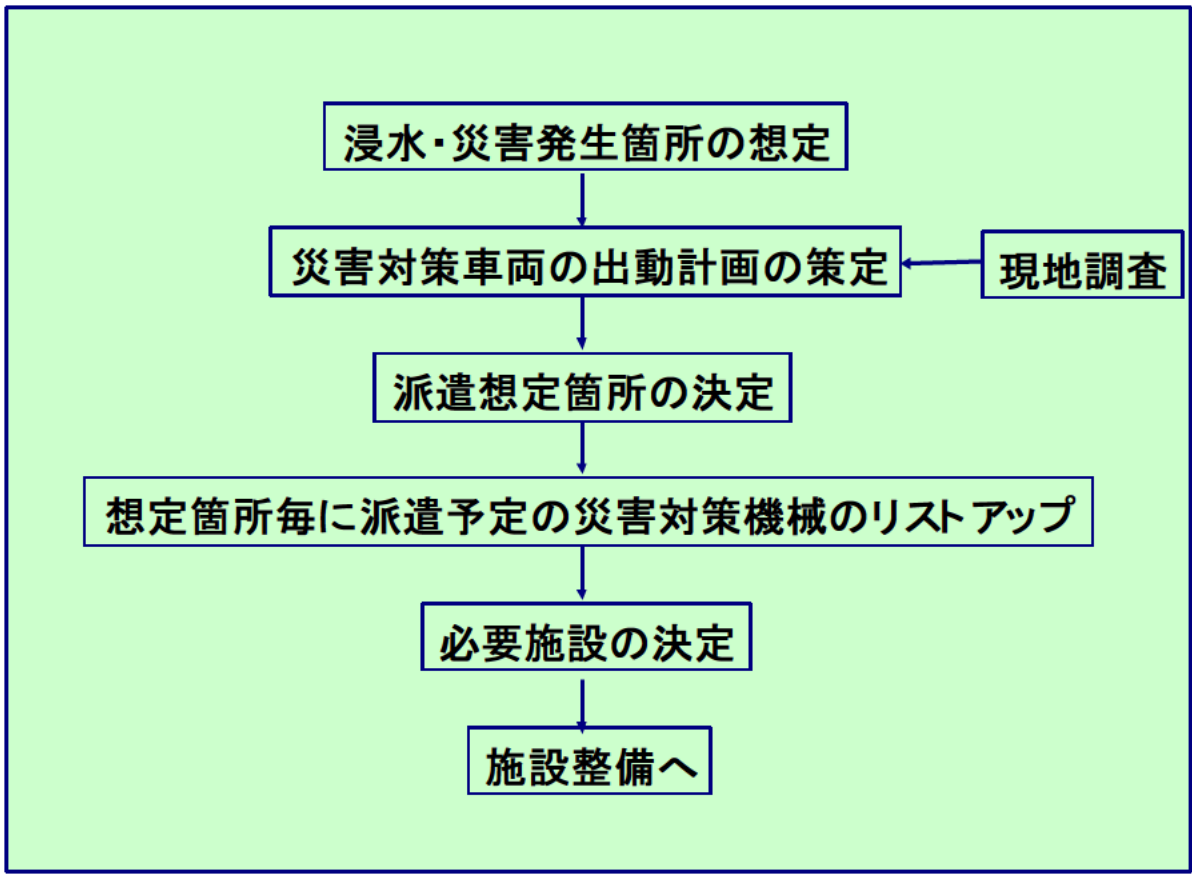 浸水・災害発生箇所の想定
災害対策車両の出動計画の策定
現地調査
派遣想定箇所の決定
想定箇所毎に派遣予定の災害対策機械のリストアップ
必要施設の決定
施設整備へ